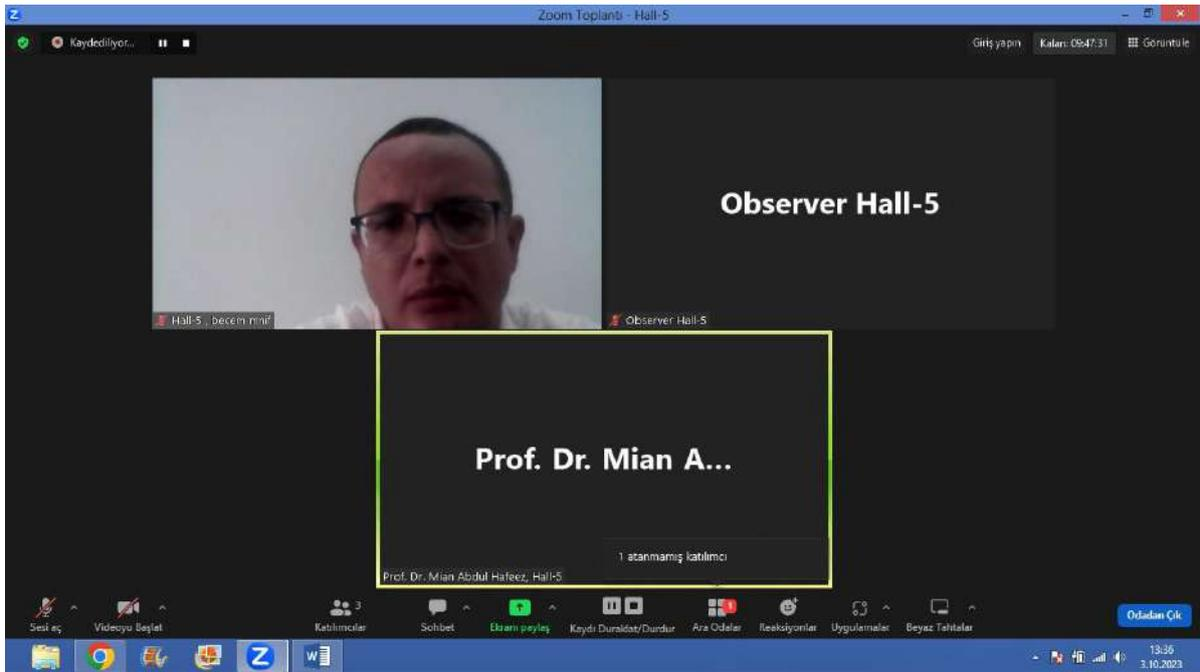 Zoom Toplantı - Hall-5
Kaydediliyor...
Giriş yapın
Kalan: 09:47:31
Görüntüle
Hall-5 , becem mnif
Observer Hall-5
Observer Hall-5
Prof. Dr. Mian A...
1 atanmamış katılımcı
Prof. Dr. Mian Abdul Hafeez, Hall-5
Sesi aç
Videoyu Başlat
Katılımcılar
3
Sohbet
Ekranı paylaş
Kaydı Duraklat/Durdur
Ara Odalar
1
Reaksiyonlar
Uygulamalar
Beyaz Tahtalar
Odadan Çık
13:36
3.10.2023